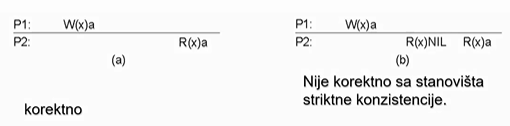 P1: W(x)a
P2: R(x)a
(a)
korektno
P1: W(x)a
P2: R(x)NIL R(x)a
(b)
Nije korektno sa stanovišta
striktne konzistencije.